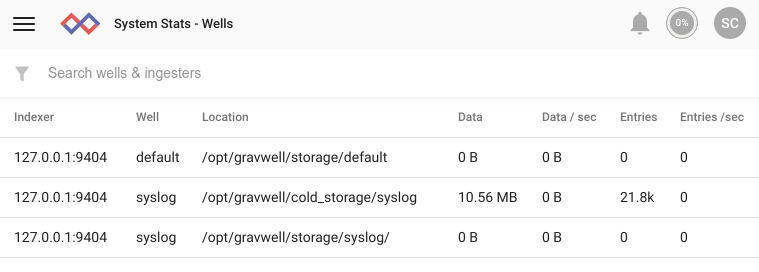 System Stats - Wells 0% SC
Search wells & ingesters
Indexer Well Location Data Data / sec Entries Entries /sec
127.0.0.1:9404 default /opt/gravwell/storage/default 0 B 0 B 0 0
127.0.0.1:9404 syslog /opt/gravwell/cold_storage/syslog 10.56 MB 0 B 21.8k 0
127.0.0.1:9404 syslog /opt/gravwell/storage/syslog/ 0 B 0 B 0 0